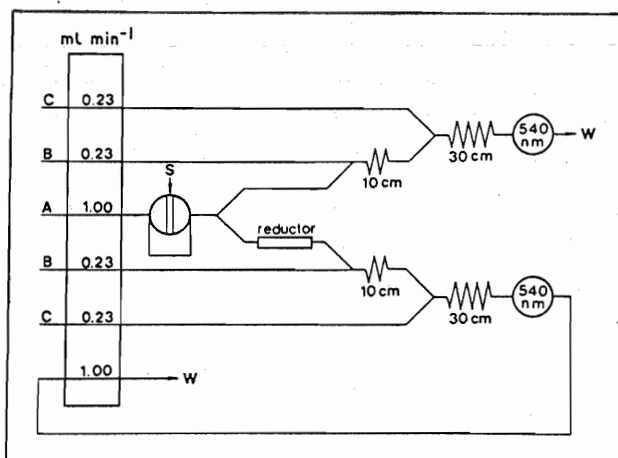 ml min⁻¹
C 0.23
B 0.23
S
A 1.00
reductor
B 0.23
C 0.23
1.00 W
10 cm
30 cm
540 nm
W
10 cm
30 cm
540 nm